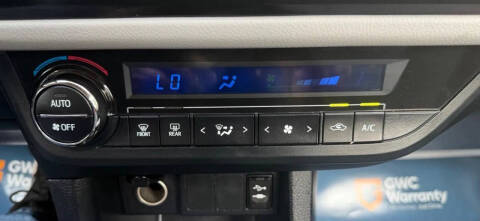 LO
AUTO
OFF
FRONT
REAR
< >
< >
A/C
GWC
Warranty
GWC
Warranty